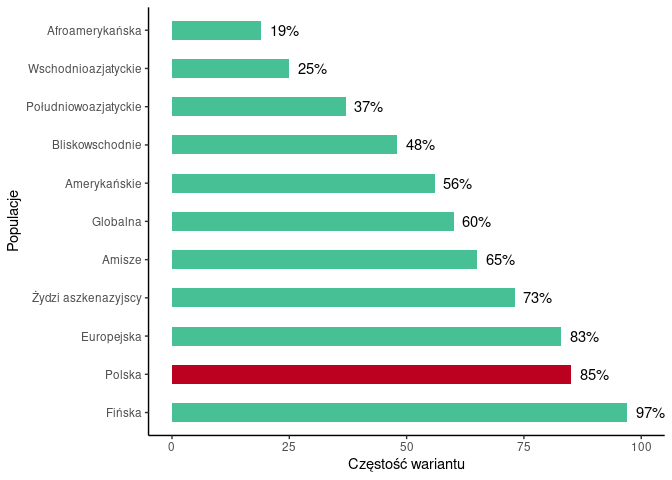 Populacje
Afroamerykańska 19%
Wschodnioazjatyckie 25%
Południowoazjatyckie 37%
Bliskowschodnie 48%
Amerykańskie 56%
Globalna 60%
Amisze 65%
Żydzi aszkenazyjscy 73%
Europejska 83%
Polska 85%
Fińska 97%
0 25 50 75 100
Częstość wariantu